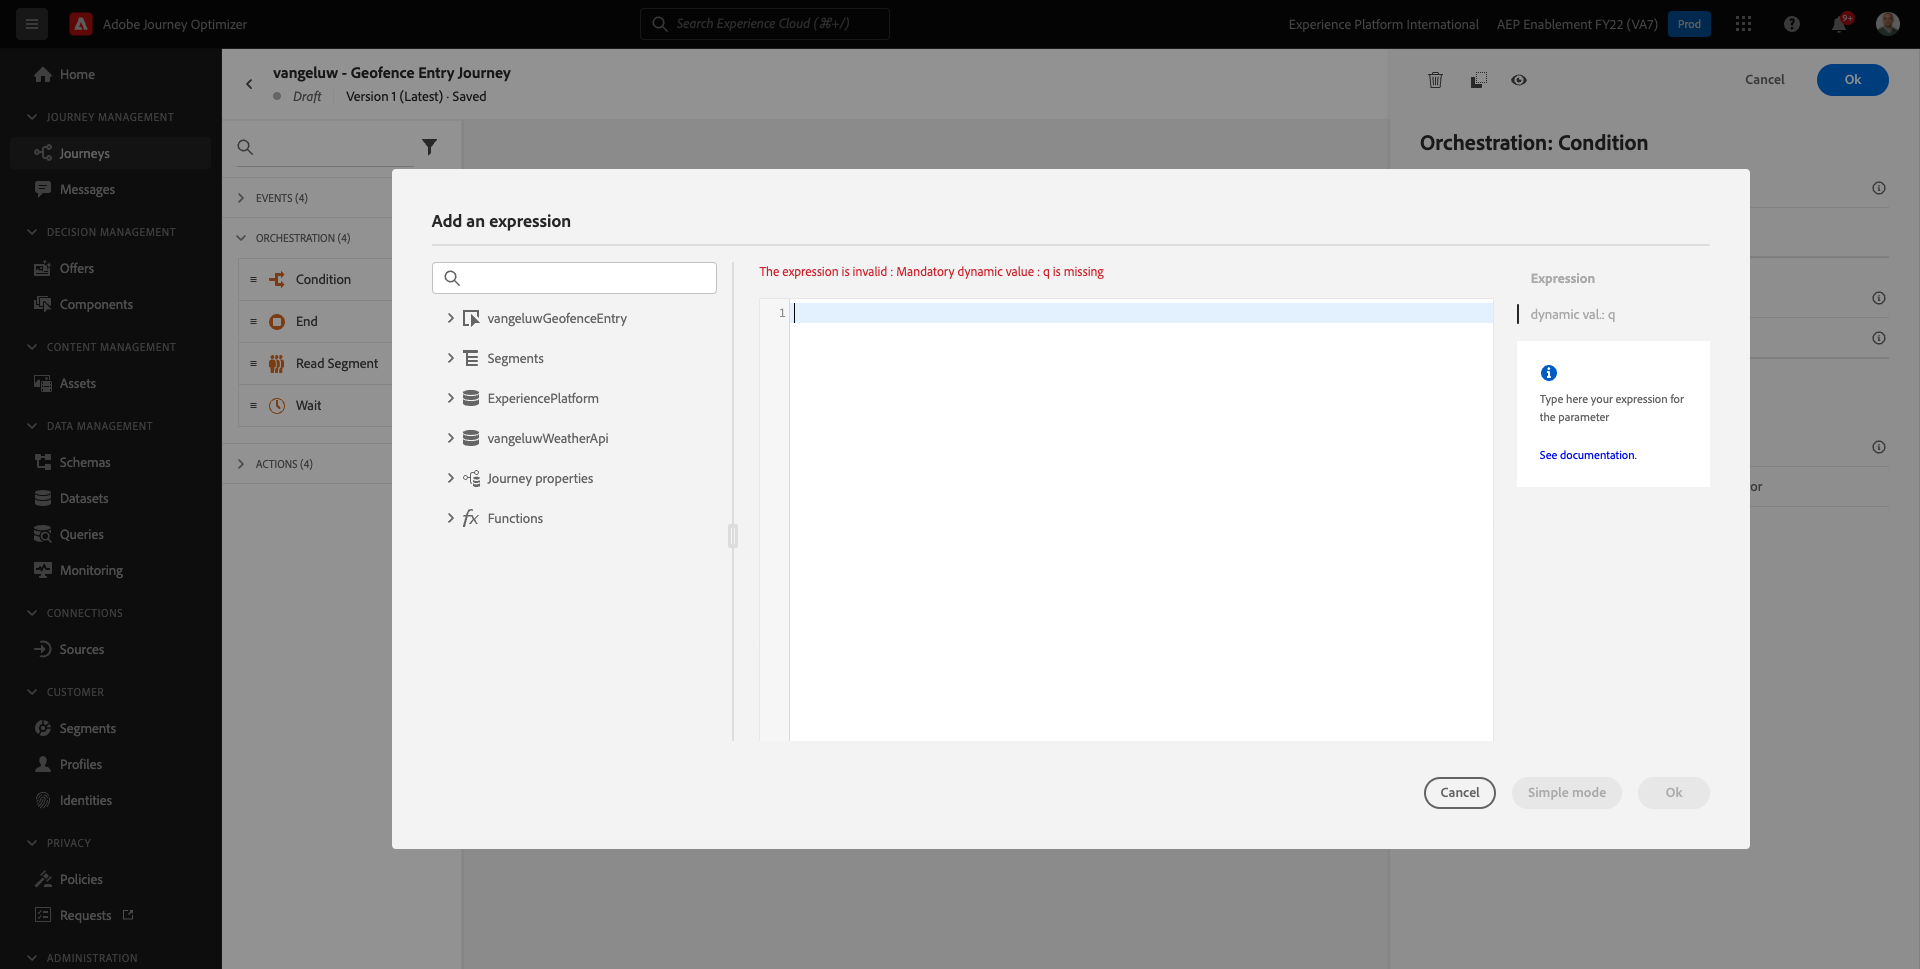 Adobe Journey Optimizer
Search Experience Cloud (⌘+/)
Experience Platform International
AEP Enablement FY22 (VA7)
Prod
9+
Home
JOURNEY MANAGEMENT
Journeys
Messages
DECISION MANAGEMENT
Offers
Components
CONTENT MANAGEMENT
Assets
DATA MANAGEMENT
Schemas
Datasets
Queries
Monitoring
CONNECTIONS
Sources
CUSTOMER
Segments
Profiles
Identities
PRIVACY
Policies
Requests
ADMINISTRATION
vangeluw - Geofence Entry Journey
Draft
Version 1 (Latest) · Saved
EVENTS (4)
ORCHESTRATION (4)
Condition
End
Read Segment
Wait
ACTIONS (4)
Cancel
Ok
Orchestration: Condition
or
Add an expression
vangeluwGeofenceEntry
Segments
ExperiencePlatform
vangeluwWeatherApi
Journey properties
fx Functions
The expression is invalid : Mandatory dynamic value : q is missing
1
Expression
dynamic val.: q
Type here your expression for
the parameter
See documentation.
Cancel
Simple mode
Ok